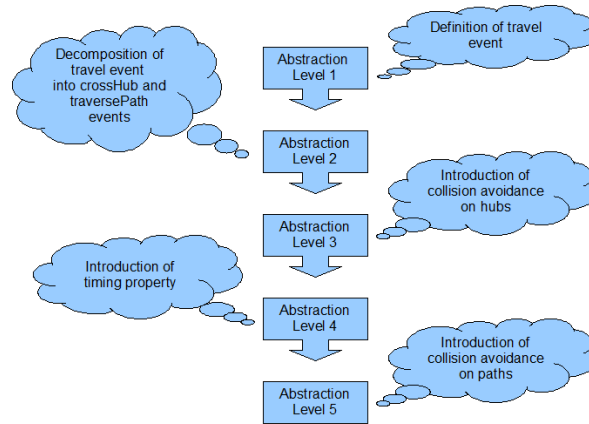 Definition of travel
event
Abstraction
Level 1
Decomposition of
travel event
into crossHub and
traversePath
events
Abstraction
Level 2
Introduction of
collision avoidance
on hubs
Abstraction
Level 3
Introduction of
timing property
Abstraction
Level 4
Introduction of
collision avoidance
on paths
Abstraction
Level 5